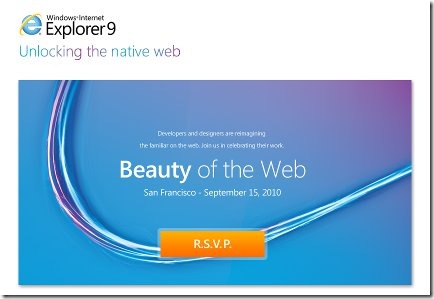 Windows Internet
Explorer 9
Unlocking the native web
Developers and designers are reimagining
the familiar on the web. Join us in celebrating their work.
Beauty of the Web
San Francisco - September 15, 2010
R.S.V.P.